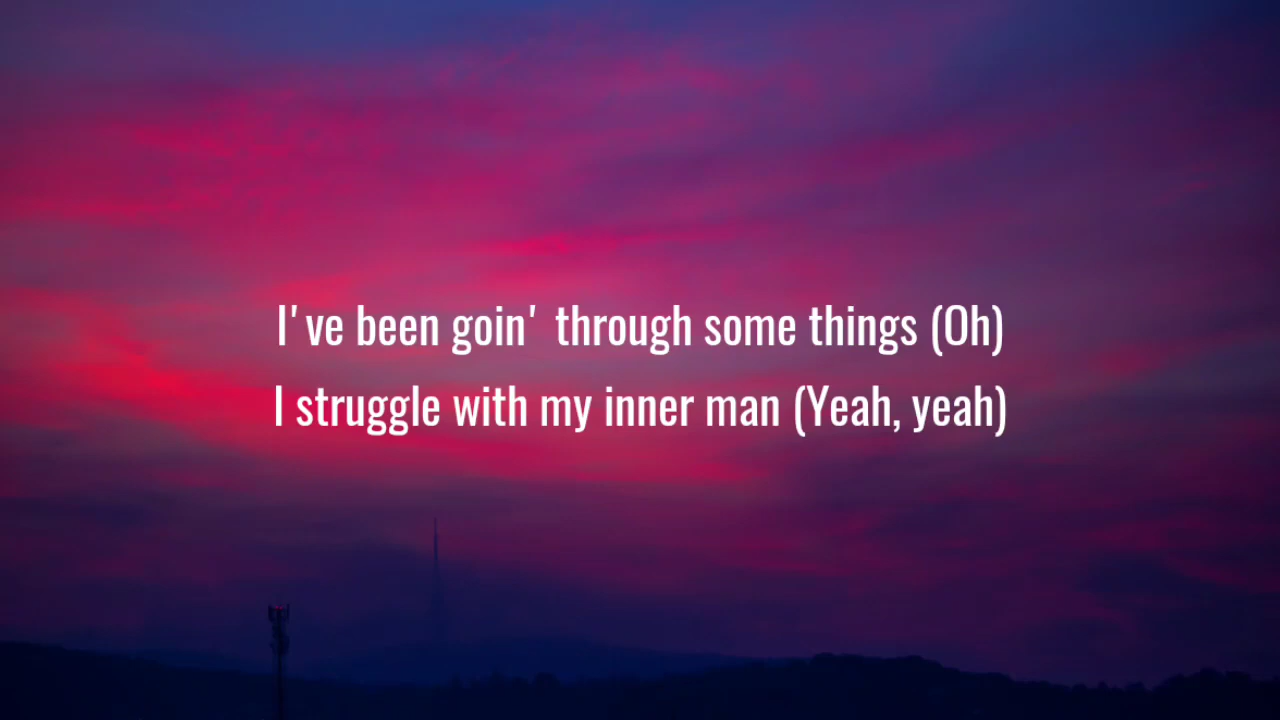 I've been goin' through some things (Oh)
I struggle with my inner man (Yeah, yeah)